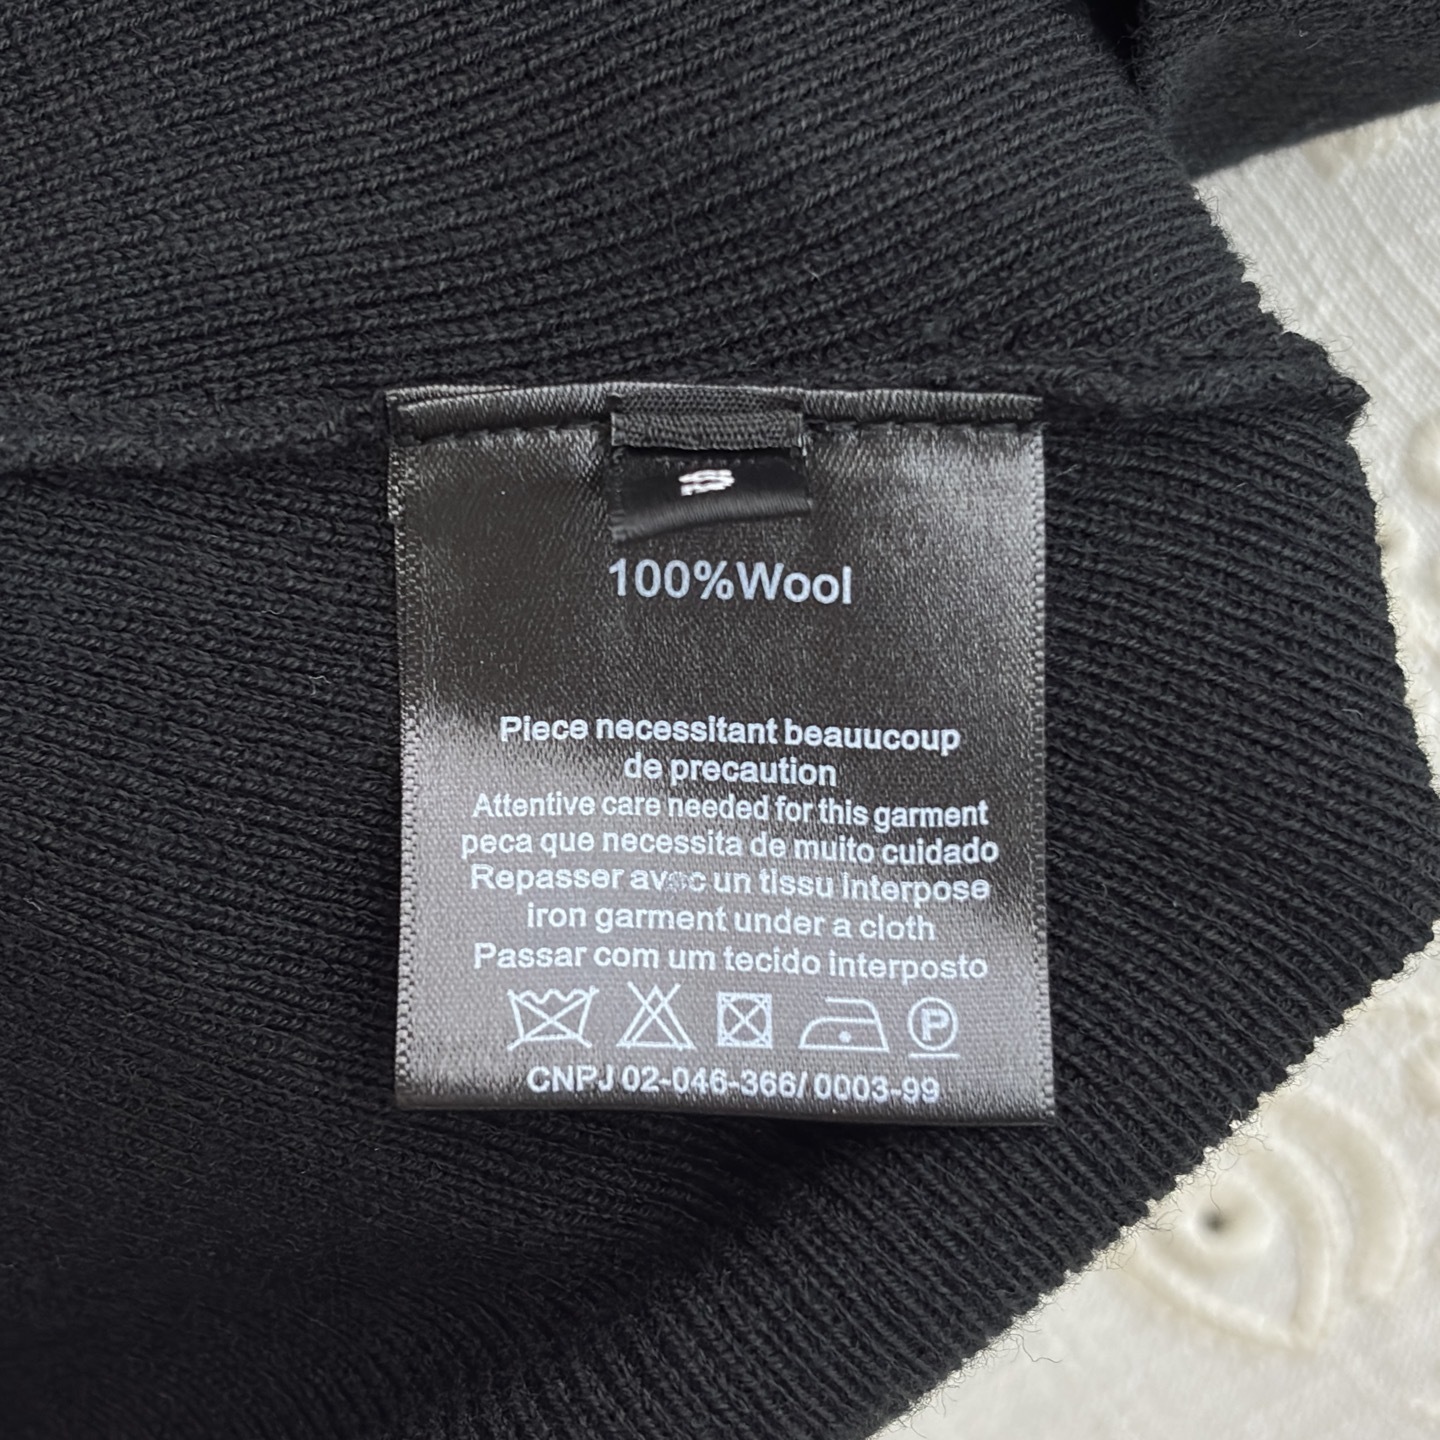 S
100%Wool
Piece necessitant beauucoup
de precaution
Attentive care needed for this garment
peca que necessita de muito cuidado
Repasser avec un tissu interpose
iron garment under a cloth
Passar com um tecido interposto
P
CNPJ 02-046-366/0003-99